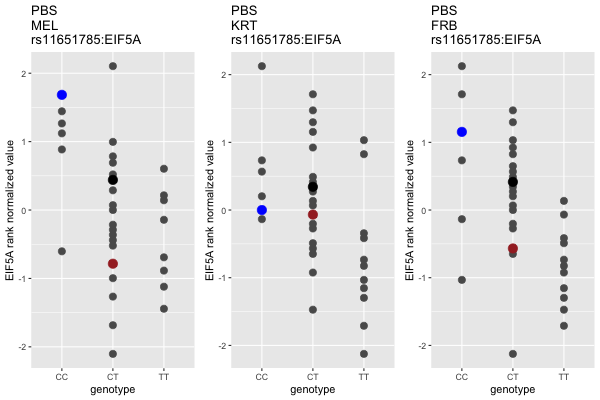 PBS
MEL
rs11651785:EIF5A
EIF5A rank normalized value
2
1
0
-1
-2
CC
CT
TT
genotype
PBS
KRT
rs11651785:EIF5A
EIF5A rank normalized value
2
1
0
-1
-2
CC
CT
TT
genotype
PBS
FRB
rs11651785:EIF5A
EIF5A rank normalized value
2
1
0
-1
-2
CC
CT
TT
genotype